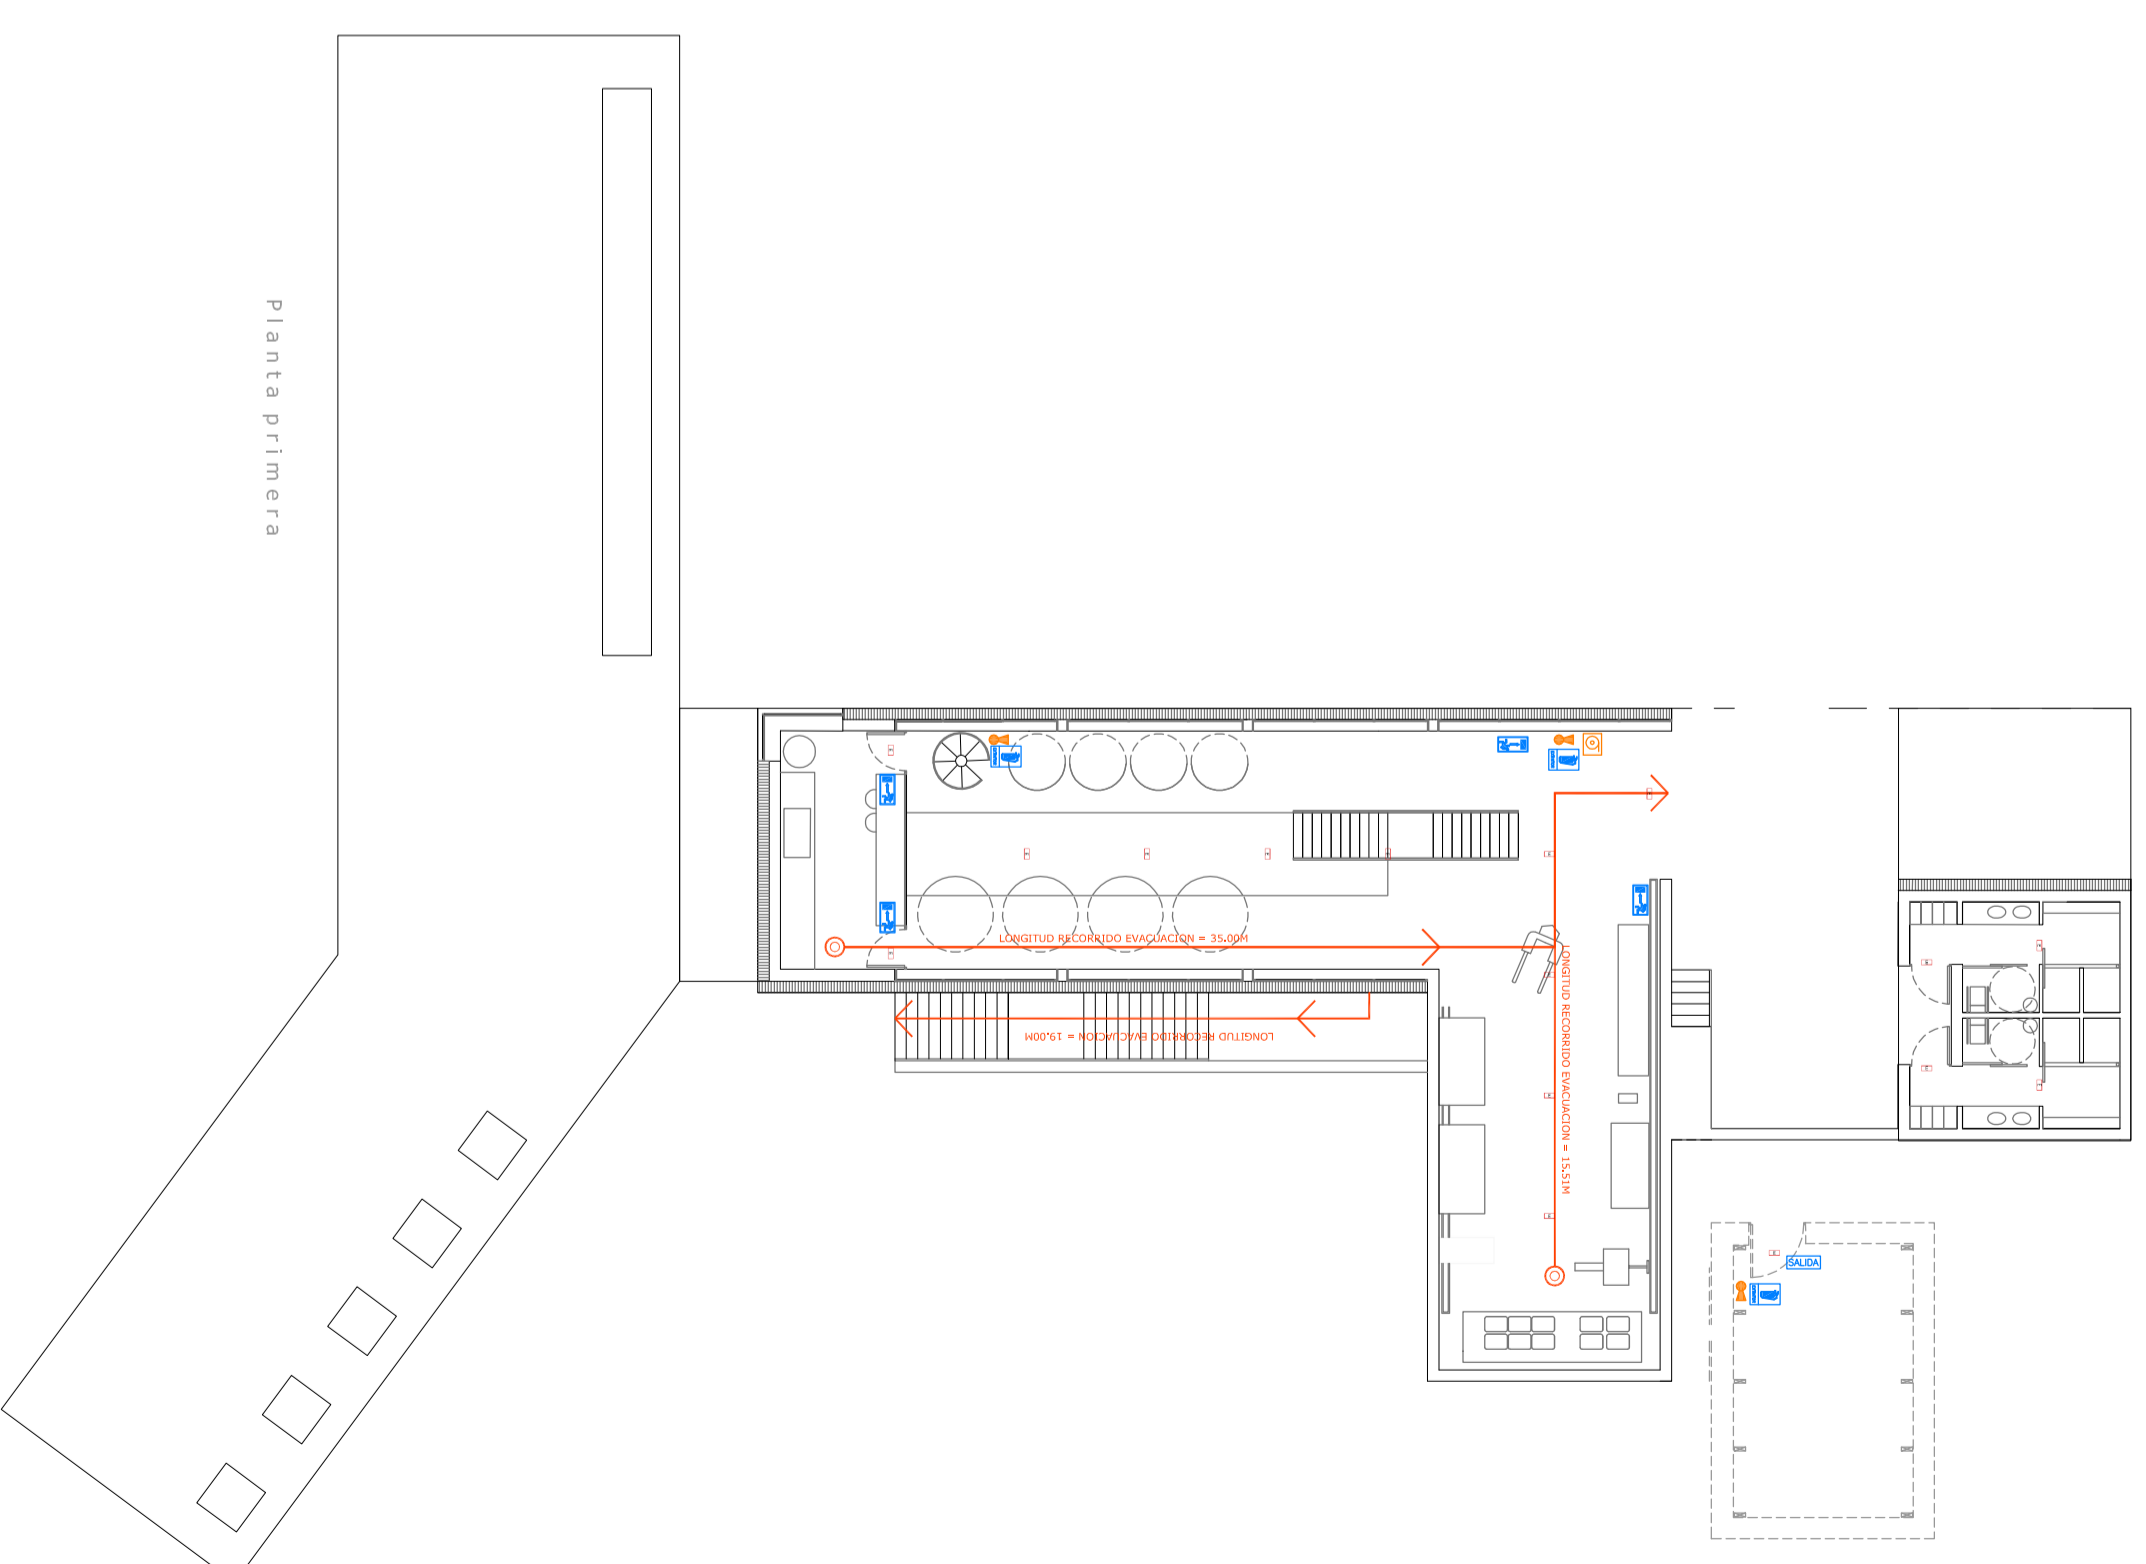 Planta primera
LONGITUD RECORRIDO EVACUACION = 35.00M
LONGITUD RECORRIDO EVACUACION = 19.00M
LONGITUD RECORRIDO EVACUACION = 15.51M
SALIDA